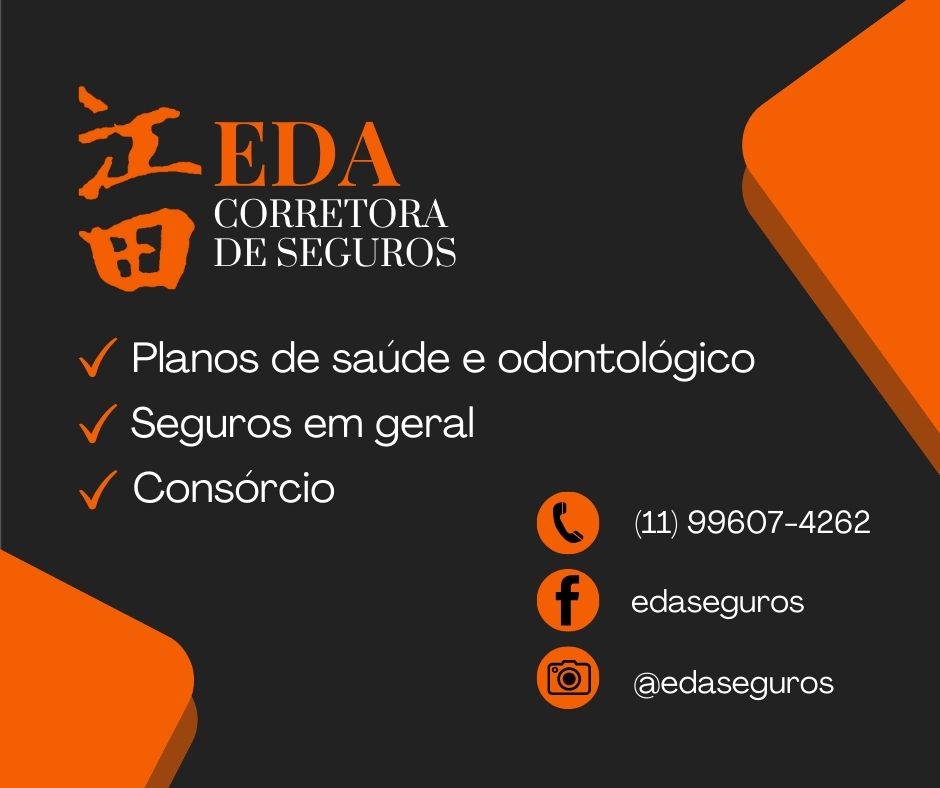 江田
EDA
CORRETORA
DE SEGUROS
Planos de saúde e odontológico
Seguros em geral
Consórcio
(11) 99607-4262
edaseguros
@edaseguros